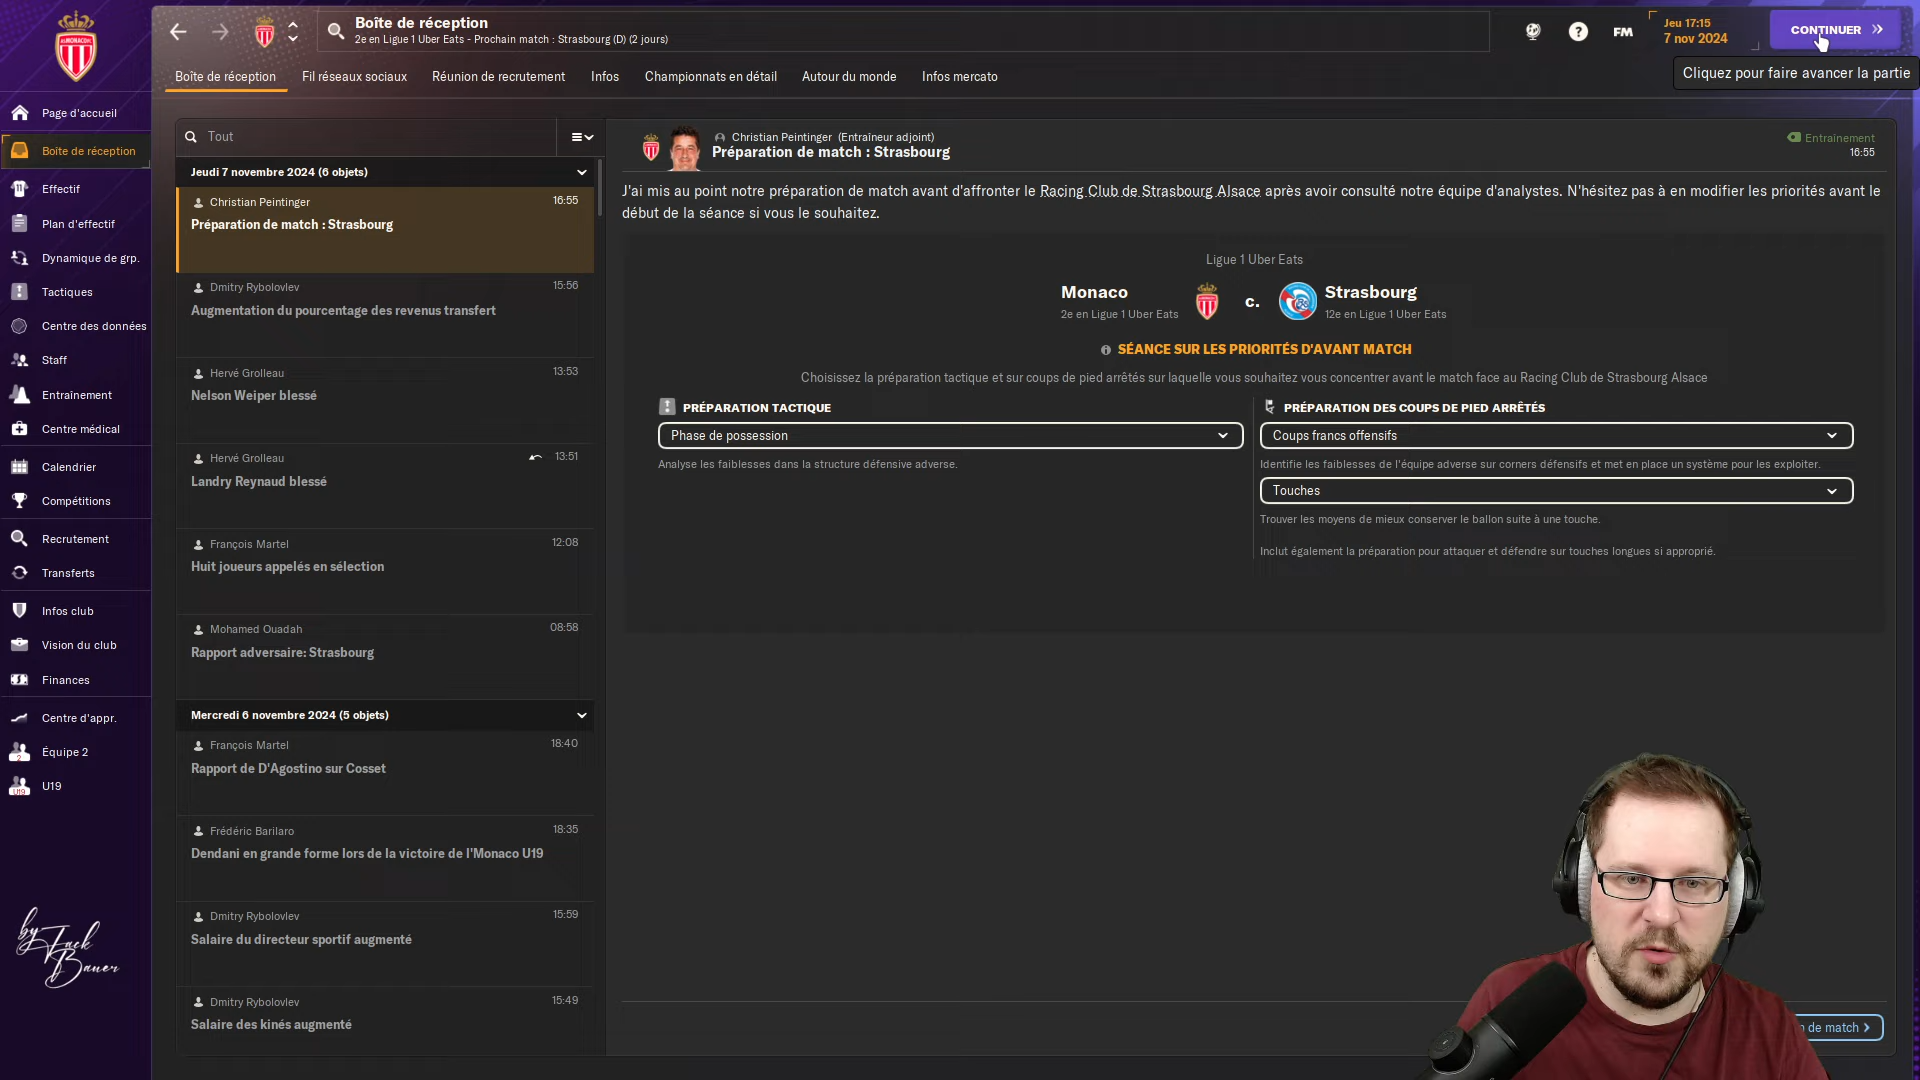 Boîte de réception
2e en Ligue 1 Uber Eats - Prochain match : Strasbourg (D) (2 jours)
FM
Jeu 17:15
7 nov 2024
CONTINUER
Cliquez pour faire avancer la partie
Boîte de réception
Fil réseaux sociaux
Réunion de recrutement
Infos
Championnats en détail
Autour du monde
Infos mercato
Page d'accueil
Boîte de réception
Effectif
Plan d'effectif
Dynamique de grp.
Tactiques
Centre des données
Staff
Entraînement
Centre médical
Calendrier
Compétitions
Recrutement
Transferts
Infos club
Vision du club
Finances
Centre d'appr.
Équipe 2
U19
by Jack
Bauer
Tout
Jeudi 7 novembre 2024 (6 objets)
Christian Peintinger 16:55
Préparation de match : Strasbourg
Dmitry Rybolovlev 15:56
Augmentation du pourcentage des revenus transfert
Hervé Grolleau 13:53
Nelson Weiper blessé
Hervé Grolleau 13:51
Landry Reynaud blessé
François Martel 12:08
Huit joueurs appelés en sélection
Mohamed Ouadah 08:58
Rapport adversaire: Strasbourg
Mercredi 6 novembre 2024 (5 objets)
François Martel 18:40
Rapport de D'Agostino sur Cosset
Frédéric Barilaro 18:35
Dendani en grande forme lors de la victoire de l'Monaco U19
Dmitry Rybolovlev 15:59
Salaire du directeur sportif augmenté
Dmitry Rybolovlev 15:49
Salaire des kinés augmenté
Christian Peintinger (Entraîneur adjoint)
Préparation de match : Strasbourg
Entraînement
16:55
J'ai mis au point notre préparation de match avant d'affronter le Racing Club de Strasbourg Alsace après avoir consulté notre équipe d'analystes. N'hésitez pas à en modifier les priorités avant le
début de la séance si vous le souhaitez.
Ligue 1 Uber Eats
Monaco
2e en Ligue 1 Uber Eats
c.
Strasbourg
12e en Ligue 1 Uber Eats
SÉANCE SUR LES PRIORITÉS D'AVANT MATCH
Choisissez la préparation tactique et sur coups de pied arrêtés sur laquelle vous souhaitez vous concentrer avant le match face au Racing Club de Strasbourg Alsace
PRÉPARATION TACTIQUE
Phase de possession
Analyse les faiblesses dans la structure défensive adverse.
PRÉPARATION DES COUPS DE PIED ARRÊTÉS
Coups francs offensifs
Identifie les faiblesses de l'équipe adverse sur corners défensifs et met en place un système pour les exploiter.
Touches
Trouver les moyens de mieux conserver le ballon suite à une touche.
Inclut également la préparation pour attaquer et défendre sur touches longues si approprié.
de match